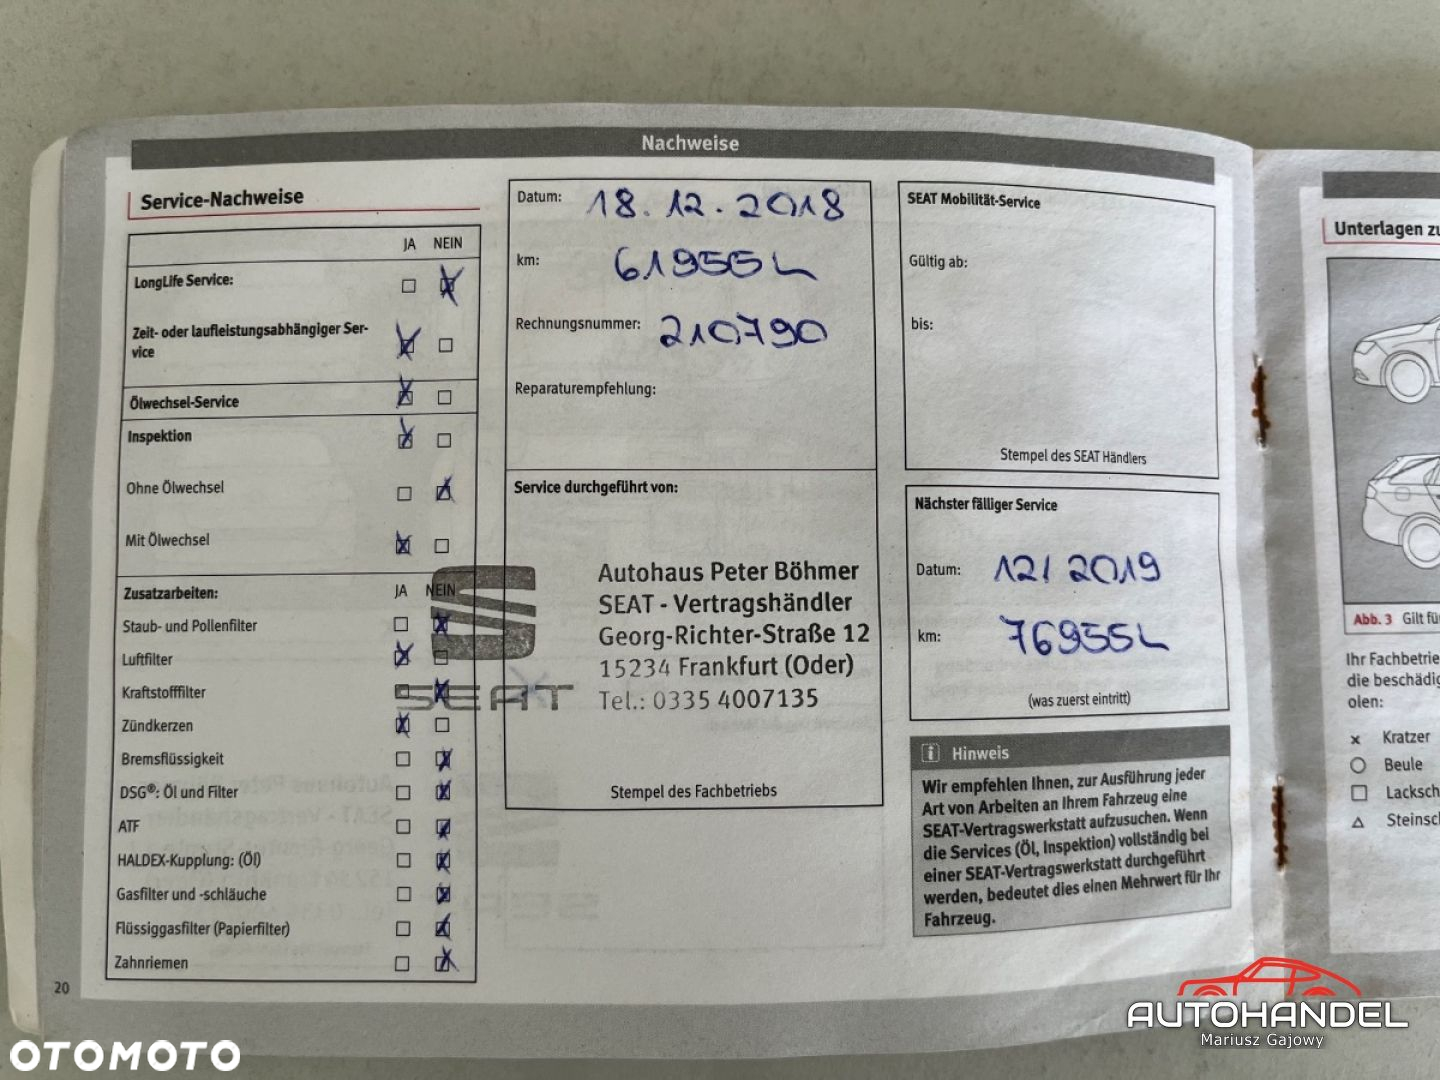 Nachweise
Service-Nachweise
JA NEIN
LongLife Service:
Zeit- oder laufleistungsabhängiger Ser-
vice
Ölwechsel-Service
Inspektion
Ohne Ölwechsel
Mit Ölwechsel
Zusatzarbeiten: JA NEIN
Staub- und Pollenfilter
Luftfilter
Kraftstofffilter
Zündkerzen
Bremsflüssigkeit
DSG®: Öl und Filter
ATF
HALDEX-Kupplung: (Öl)
Gasfilter und -schläuche
Flüssiggasfilter (Papierfilter)
Zahnriemen
20
Datum: 18.12.2018
km: 61955
Rechnungsnummer: 210790
Reparaturempfehlung:
Service durchgeführt von:
SEAT
Autohaus Peter Böhmer
SEAT - Vertragshändler
Georg-Richter-Straße 12
15234 Frankfurt (Oder)
Tel.: 0335 4007135
Stempel des Fachbetriebs
SEAT Mobilität-Service
Gültig ab:
bis:
Stempel des SEAT Händlers
Nächster fälliger Service
Datum: 12/2019
km: 76955
(was zuerst eintritt)
i Hinweis
Wir empfehlen Ihnen, zur Ausführung jeder
Art von Arbeiten an Ihrem Fahrzeug eine
SEAT-Vertragswerkstatt aufzusuchen. Wenn
die Services (Öl, Inspektion) vollständig bei
einer SEAT-Vertragswerkstatt durchgeführt
werden, bedeutet dies einen Mehrwert für Ihr
Fahrzeug.
Unterlagen zu
Abb. 3 Gilt fü
Ihr Fachbetrie
die beschädig
olen:
Kratzer
Beule
Lacksch
Steinsc
OTOMOTO
AUTOHANDEL
Mariusz Gajowy